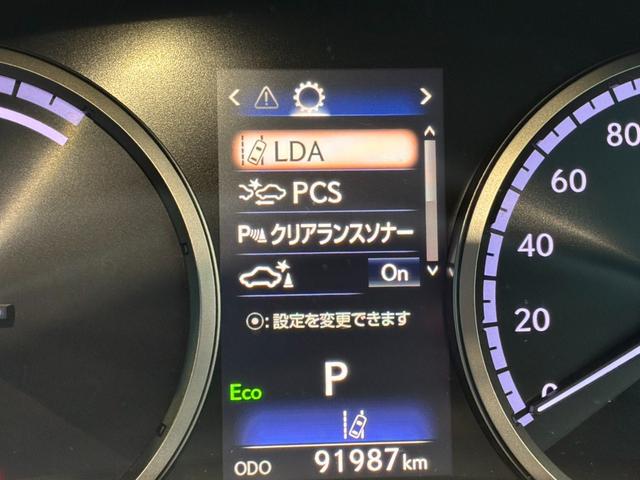 LDA
PCS
P クリアランスソナー
On
:設定を変更できます
P
Eco
ODO 91987 km
80
60
40
20
0